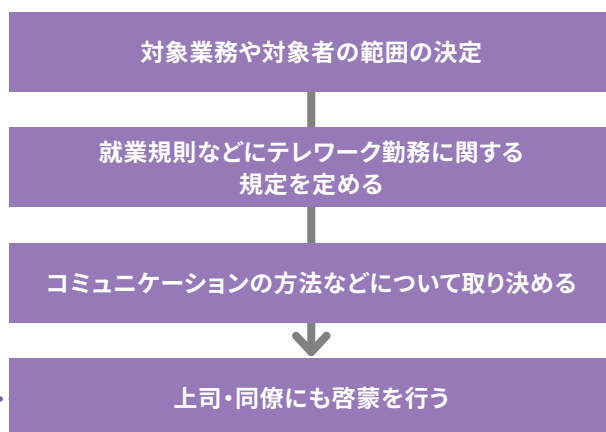 対象業務や対象者の範囲の決定
就業規則などにテレワーク勤務に関する
規定を定める
コミュニケーションの方法などについて取り決める
上司・同僚にも啓蒙を行う